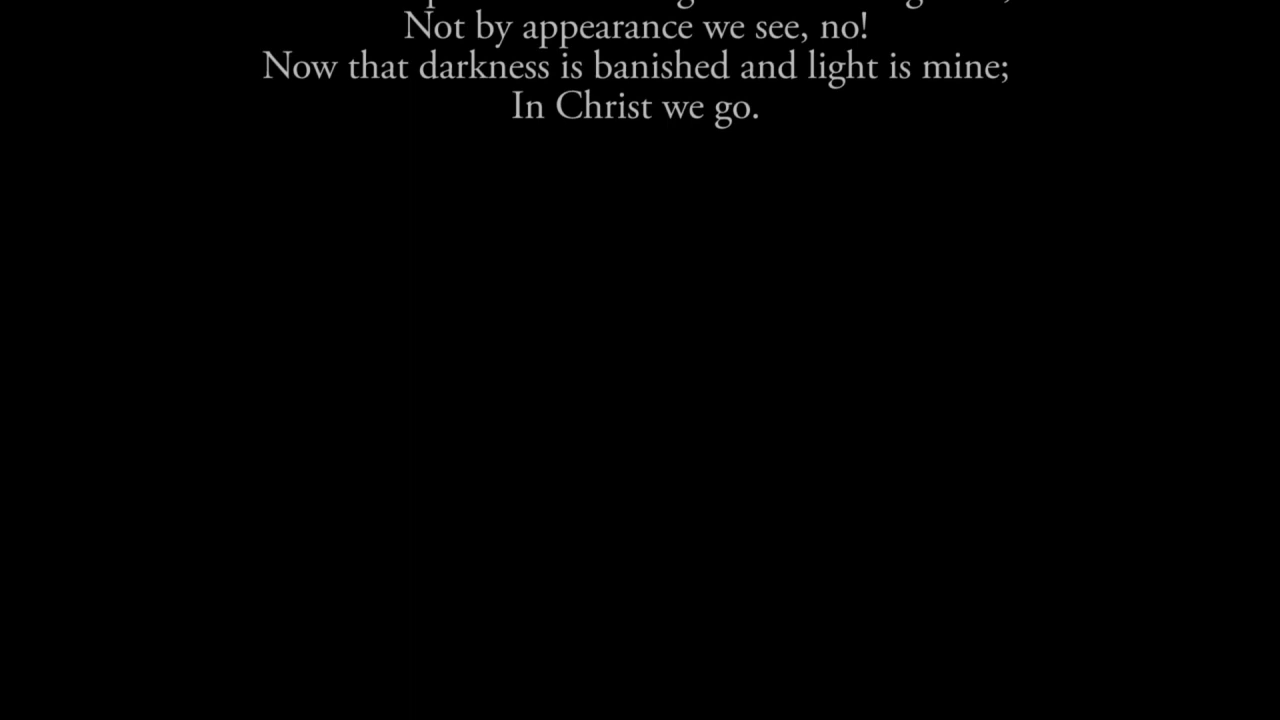 Not by appearance we see, no!
Now that darkness is banished and light is mine;
In Christ we go.